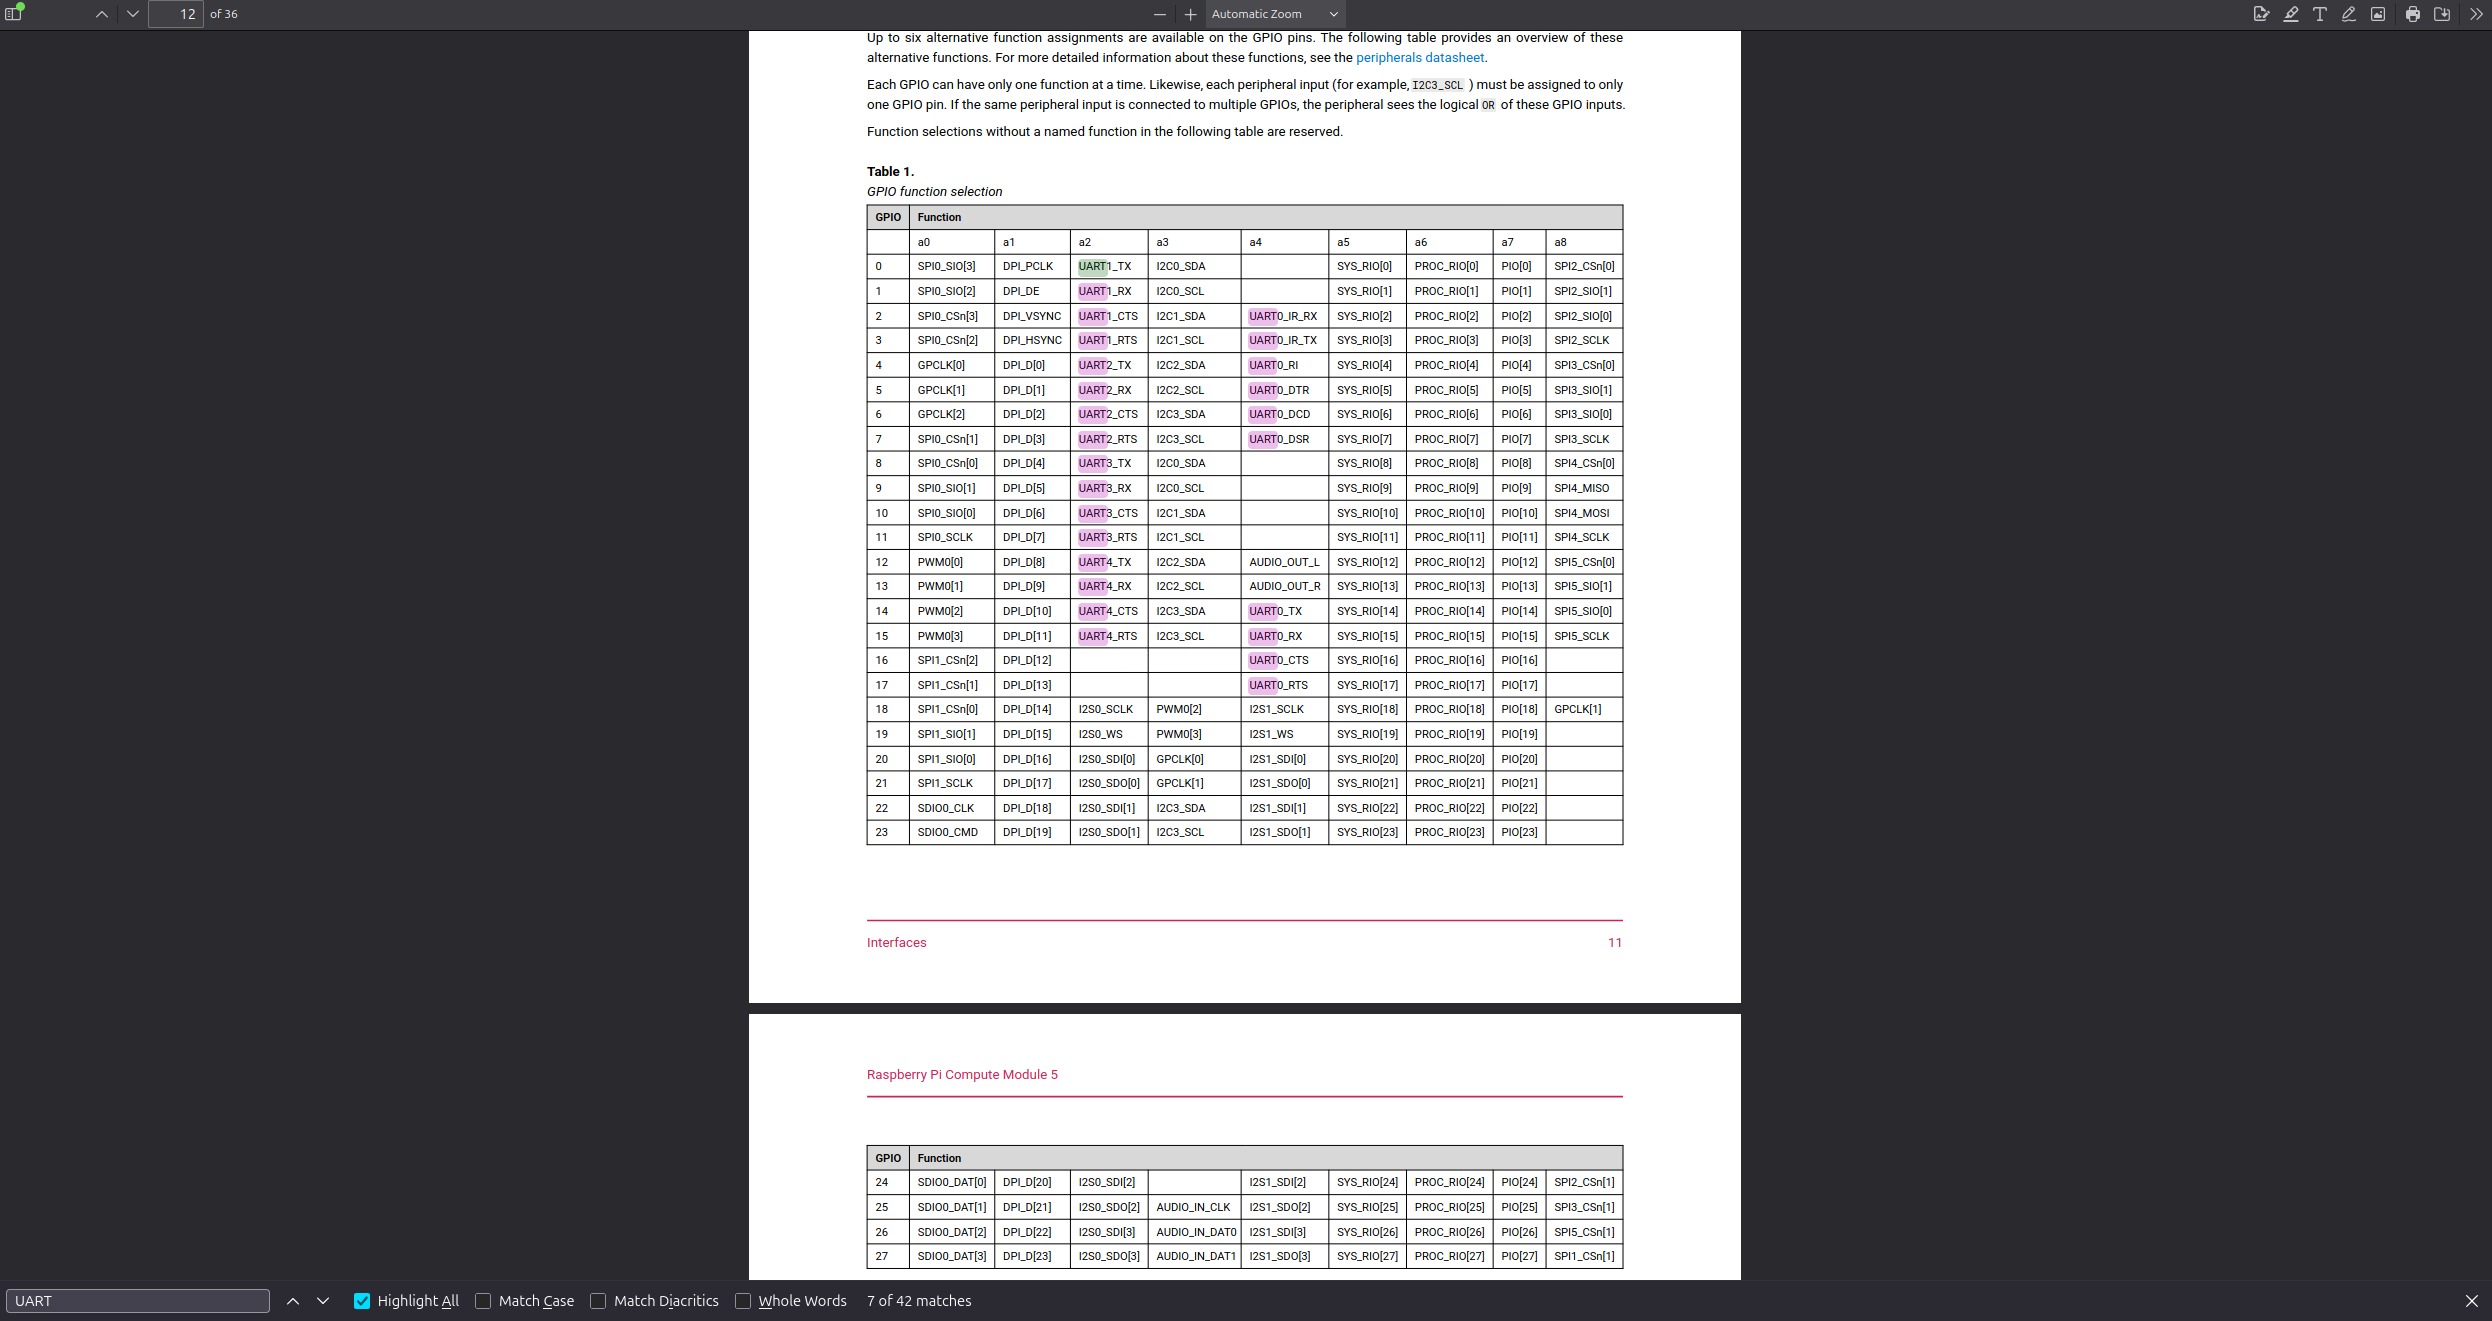 12 of 36 Automatic Zoom
Up to six alternative function assignments are available on the GPIO pins. The following table provides an overview of these
alternative functions. For more detailed information about these functions, see the peripherals datasheet.
Each GPIO can have only one function at a time. Likewise, each peripheral input (for example, I2C3_SCL ) must be assigned to only
one GPIO pin. If the same peripheral input is connected to multiple GPIOs, the peripheral sees the logical OR of these GPIO inputs.
Function selections without a named function in the following table are reserved.
Table 1.
GPIO function selection
GPIO Function
a0 a1 a2 a3 a4 a5 a6 a7 a8
0 SPI0_SIO[3] DPI_PCLK UART1_TX I2C0_SDA SYS_RIO[0] PROC_RIO[0] PIO[0] SPI2_CSn[0]
1 SPI0_SIO[2] DPI_DE UART1_RX I2C0_SCL SYS_RIO[1] PROC_RIO[1] PIO[1] SPI2_SIO[1]
2 SPI0_CSn[3] DPI_VSYNC UART1_CTS I2C1_SDA UART0_IR_RX SYS_RIO[2] PROC_RIO[2] PIO[2] SPI2_SIO[0]
3 SPI0_CSn[2] DPI_HSYNC UART1_RTS I2C1_SCL UART0_IR_TX SYS_RIO[3] PROC_RIO[3] PIO[3] SPI2_SCLK
4 GPCLK[0] DPI_D[0] UART2_TX I2C2_SDA UART0_RI SYS_RIO[4] PROC_RIO[4] PIO[4] SPI3_CSn[0]
5 GPCLK[1] DPI_D[1] UART2_RX I2C2_SCL UART0_DTR SYS_RIO[5] PROC_RIO[5] PIO[5] SPI3_SIO[1]
6 GPCLK[2] DPI_D[2] UART2_CTS I2C3_SDA UART0_DCD SYS_RIO[6] PROC_RIO[6] PIO[6] SPI3_SIO[0]
7 SPI0_CSn[1] DPI_D[3] UART2_RTS I2C3_SCL UART0_DSR SYS_RIO[7] PROC_RIO[7] PIO[7] SPI3_SCLK
8 SPI0_CSn[0] DPI_D[4] UART3_TX I2C0_SDA SYS_RIO[8] PROC_RIO[8] PIO[8] SPI4_CSn[0]
9 SPI0_SIO[1] DPI_D[5] UART3_RX I2C0_SCL SYS_RIO[9] PROC_RIO[9] PIO[9] SPI4_MISO
10 SPI0_SIO[0] DPI_D[6] UART3_CTS I2C1_SDA SYS_RIO[10] PROC_RIO[10] PIO[10] SPI4_MOSI
11 SPI0_SCLK DPI_D[7] UART3_RTS I2C1_SCL SYS_RIO[11] PROC_RIO[11] PIO[11] SPI4_SCLK
12 PWM0[0] DPI_D[8] UART4_TX I2C2_SDA AUDIO_OUT_L SYS_RIO[12] PROC_RIO[12] PIO[12] SPI5_CSn[0]
13 PWM0[1] DPI_D[9] UART4_RX I2C2_SCL AUDIO_OUT_R SYS_RIO[13] PROC_RIO[13] PIO[13] SPI5_SIO[1]
14 PWM0[2] DPI_D[10] UART4_CTS I2C3_SDA UART0_TX SYS_RIO[14] PROC_RIO[14] PIO[14] SPI5_SIO[0]
15 PWM0[3] DPI_D[11] UART4_RTS I2C3_SCL UART0_RX SYS_RIO[15] PROC_RIO[15] PIO[15] SPI5_SCLK
16 SPI1_CSn[2] DPI_D[12] UART0_CTS SYS_RIO[16] PROC_RIO[16] PIO[16]
17 SPI1_CSn[1] DPI_D[13] UART0_RTS SYS_RIO[17] PROC_RIO[17] PIO[17]
18 SPI1_CSn[0] DPI_D[14] I2S0_SCLK PWM0[2] I2S1_SCLK SYS_RIO[18] PROC_RIO[18] PIO[18] GPCLK[1]
19 SPI1_SIO[1] DPI_D[15] I2S0_WS PWM0[3] I2S1_WS SYS_RIO[19] PROC_RIO[19] PIO[19]
20 SPI1_SIO[0] DPI_D[16] I2S0_SDI[0] GPCLK[0] I2S1_SDI[0] SYS_RIO[20] PROC_RIO[20] PIO[20]
21 SPI1_SCLK DPI_D[17] I2S0_SDO[0] GPCLK[1] I2S1_SDO[0] SYS_RIO[21] PROC_RIO[21] PIO[21]
22 SDIO0_CLK DPI_D[18] I2S0_SDI[1] I2C3_SDA I2S1_SDI[1] SYS_RIO[22] PROC_RIO[22] PIO[22]
23 SDIO0_CMD DPI_D[19] I2S0_SDO[1] I2C3_SCL I2S1_SDO[1] SYS_RIO[23] PROC_RIO[23] PIO[23]
Interfaces 11
Raspberry Pi Compute Module 5
GPIO Function
24 SDIO0_DAT[0] DPI_D[20] I2S0_SDI[2] I2S1_SDI[2] SYS_RIO[24] PROC_RIO[24] PIO[24] SPI2_CSn[1]
25 SDIO0_DAT[1] DPI_D[21] I2S0_SDO[2] AUDIO_IN_CLK I2S1_SDO[2] SYS_RIO[25] PROC_RIO[25] PIO[25] SPI3_CSn[1]
26 SDIO0_DAT[2] DPI_D[22] I2S0_SDI[3] AUDIO_IN_DAT0 I2S1_SDI[3] SYS_RIO[26] PROC_RIO[26] PIO[26] SPI5_CSn[1]
27 SDIO0_DAT[3] DPI_D[23] I2S0_SDO[3] AUDIO_IN_DAT1 I2S1_SDO[3] SYS_RIO[27] PROC_RIO[27] PIO[27] SPI1_CSn[1]
UART Highlight All Match Case Match Diacritics Whole Words 7 of 42 matches